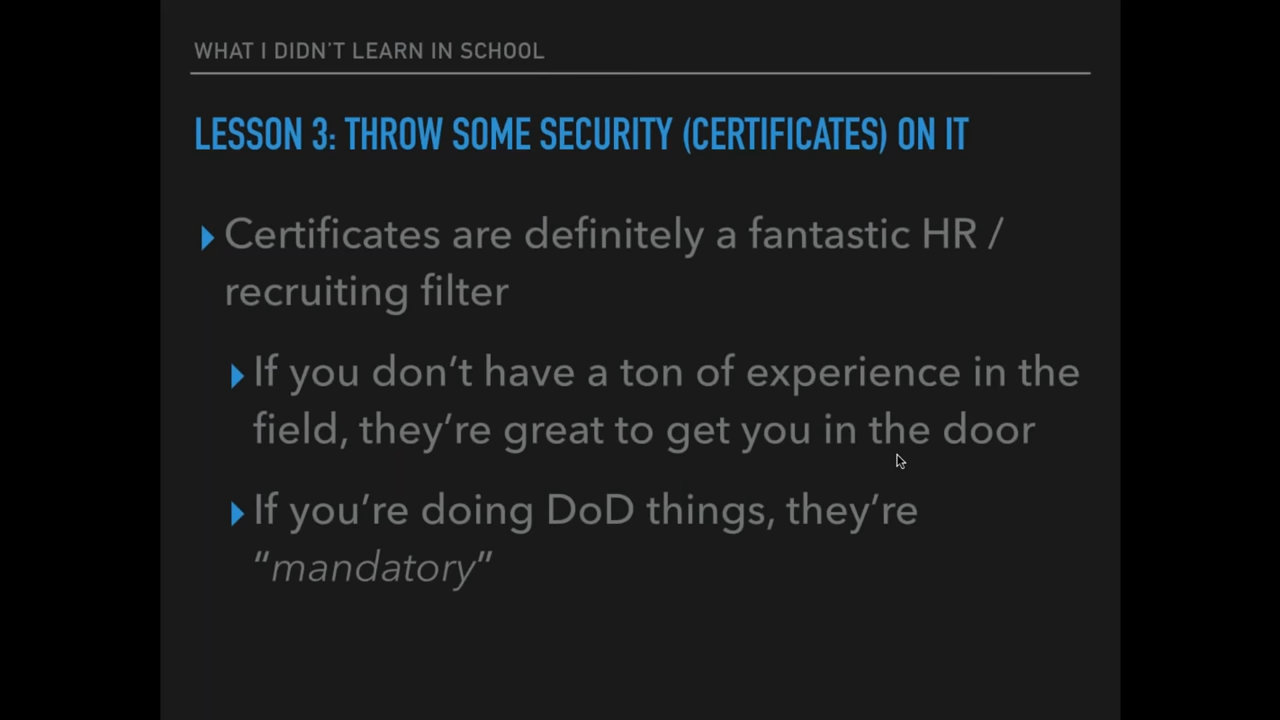 WHAT I DIDN'T LEARN IN SCHOOL
LESSON 3: THROW SOME SECURITY (CERTIFICATES) ON IT
Certificates are definitely a fantastic HR /
recruiting filter
If you don’t have a ton of experience in the
field, they’re great to get you in the door
If you’re doing DoD things, they’re
“mandatory”